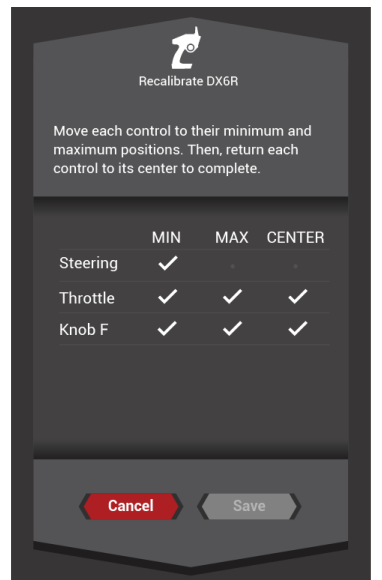 Recalibrate DX6R
Move each control to their minimum and
maximum positions. Then, return each
control to its center to complete.
MIN MAX CENTER
Steering
Throttle
Knob F
Cancel Save